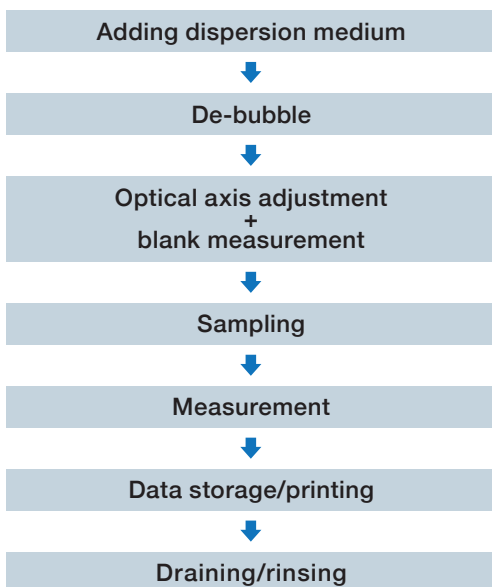 Adding dispersion medium
De-bubble
Optical axis adjustment
+
blank measurement
Sampling
Measurement
Data storage/printing
Draining/rinsing